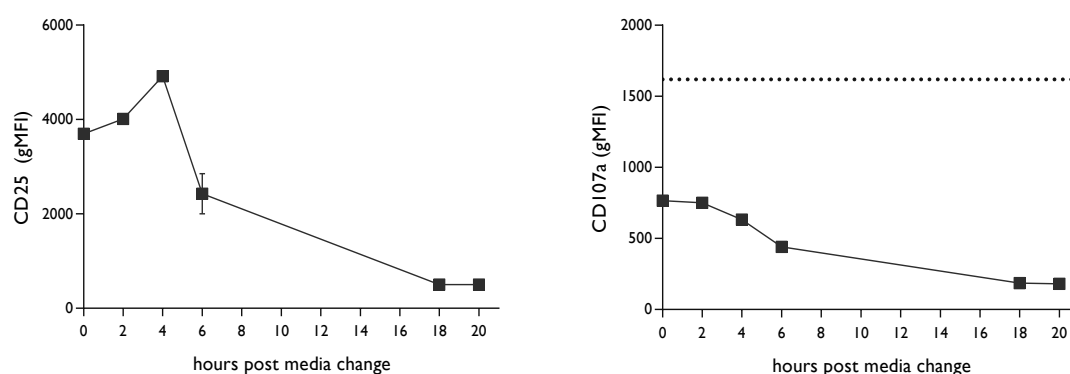 6000
4000
2000
0
CD25 (gMFI)
0 2 4 6 8 10 12 14 16 18 20
hours post media change
2000
1500
1000
500
0
CD107a (gMFI)
0 2 4 6 8 10 12 14 16 18 20
hours post media change